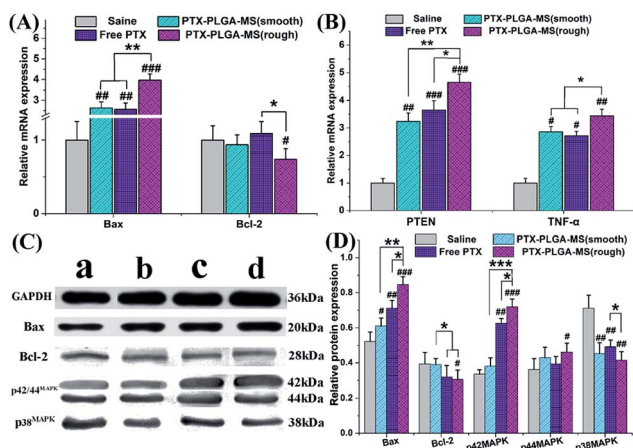 (A)
Saine
PTX-PLGA-MS(smooth)
Free PTX
PTX-PLGA-MS(rough)
Relative mRNA expression
4
3
2
1
0
##
##
###
**
*
#
Bax
Bcl-2
(B)
Saline
PTX-PLGA-MS(smooth)
Free PTX
PTX-PLGA-MS(rough)
Relative mRNA expression
6
5
4
3
2
1
0
**
*
##
###
###
*
#
#
##
PTEN
TNF-α
(C)
a b c d
GAPDH 36kDa
Bax 20kDa
Bcl-2 28kDa
p42/44MAPK 42kDa
44kDa
p38MAPK 38kDa
(D)
Saline
PTX-PLGA-MS(smooth)
Free PTX
PTX-PLGA-MS(rough)
Relative protein expression
1.0
0.8
0.6
0.4
0.2
0.0
**
*
#
##
###
*
#
#
***
*
##
###
#
*
##
##
##
Bax
Bcl-2
p42MAPK
p44MAPK
p38MAPK